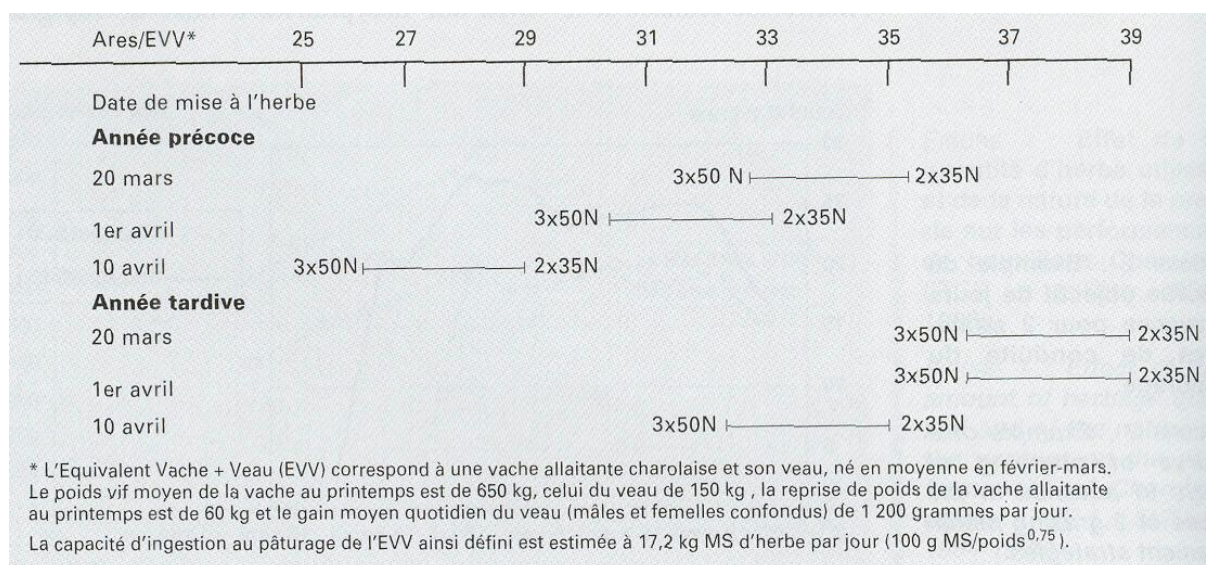 Ares/EVV* 25 27 29 31 33 35 37 39
Date de mise à l'herbe
Année précoce
20 mars 3x50 N 2x35N
1er avril 3x50N 2x35N
10 avril 3x50N 2x35N
Année tardive
20 mars 3x50N 2x35N
1er avril 3x50N 2x35N
10 avril 3x50N 2x35N
* L'Equivalent Vache + Veau (EVV) correspond à une vache allaitante charolaise et son veau, né en moyenne en février-mars.
Le poids vif moyen de la vache au printemps est de 650 kg, celui du veau de 150 kg , la reprise de poids de la vache allaitante
au printemps est de 60 kg et le gain moyen quotidien du veau (mâles et femelles confondus) de 1 200 grammes par jour.
La capacité d'ingestion au pâturage de l'EVV ainsi défini est estimée à 17,2 kg MS d'herbe par jour (100 g MS/poids0,75 ).